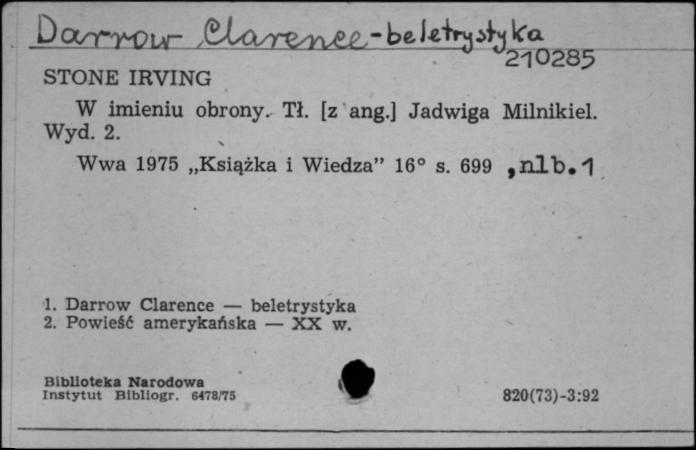 Darrow Clarence - beletrystyka
210285
STONE IRVING
W imieniu obrony. Tł. [z ang.] Jadwiga Milnikiel.
Wyd. 2.
Wwa 1975 „Książka i Wiedza” 16° s. 699 , nlb. 1
1. Darrow Clarence — beletrystyka
2. Powieść amerykańska — XX w.
Biblioteka Narodowa
Instytut Bibliogr. 6478/75
820(73)-3:92